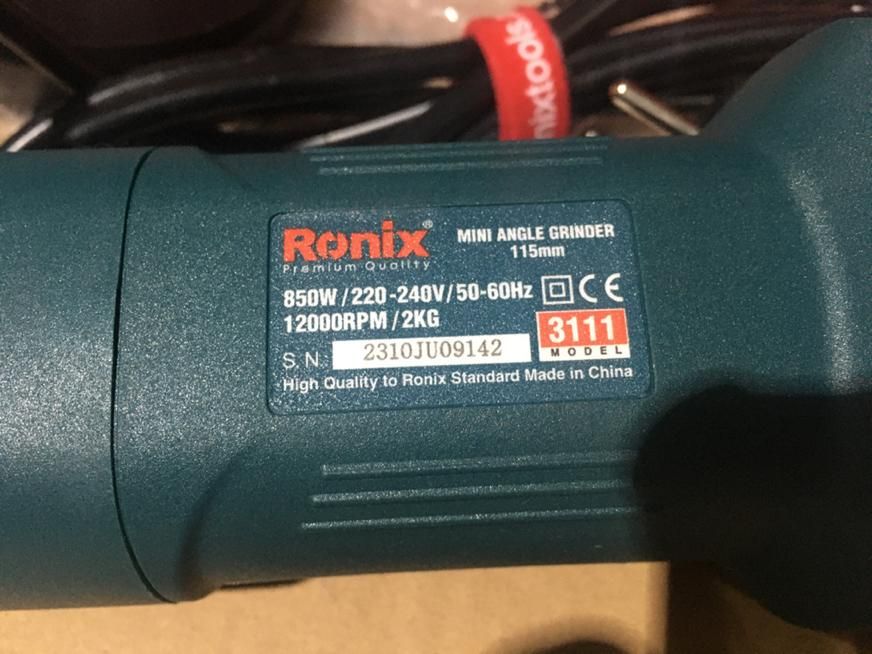 nixtools
Ronix®
Premium Quality
MINI ANGLE GRINDER
115mm
850W/220-240V/50-60Hz CE
12000RPM/2KG
3111
MODEL
S.N.: 2310JU09142
High Quality to Ronix Standard Made in China